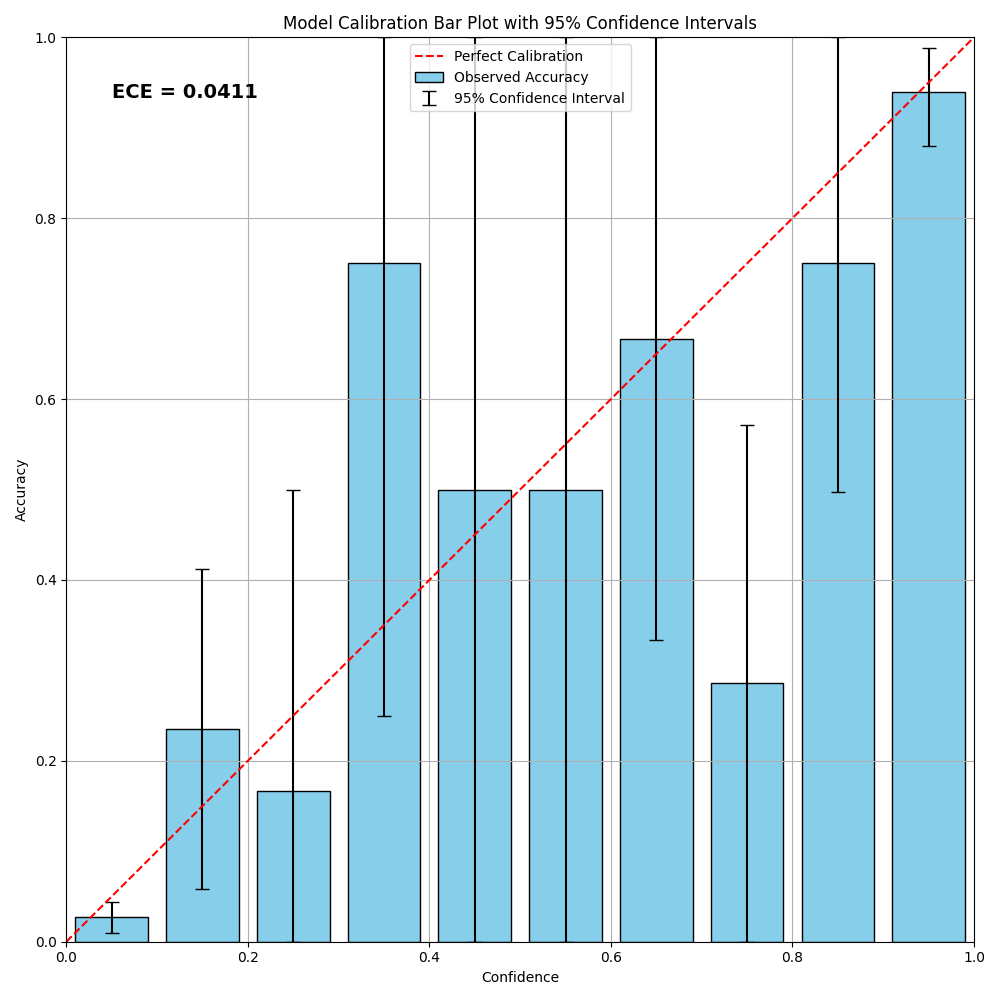 Model Calibration Bar Plot with 95% Confidence Intervals
ECE = 0.0411
Perfect Calibration
Observed Accuracy
95% Confidence Interval
Accuracy
1.0
0.8
0.6
0.4
0.2
0.0
0.0 0.2 0.4 0.6 0.8 1.0
Confidence